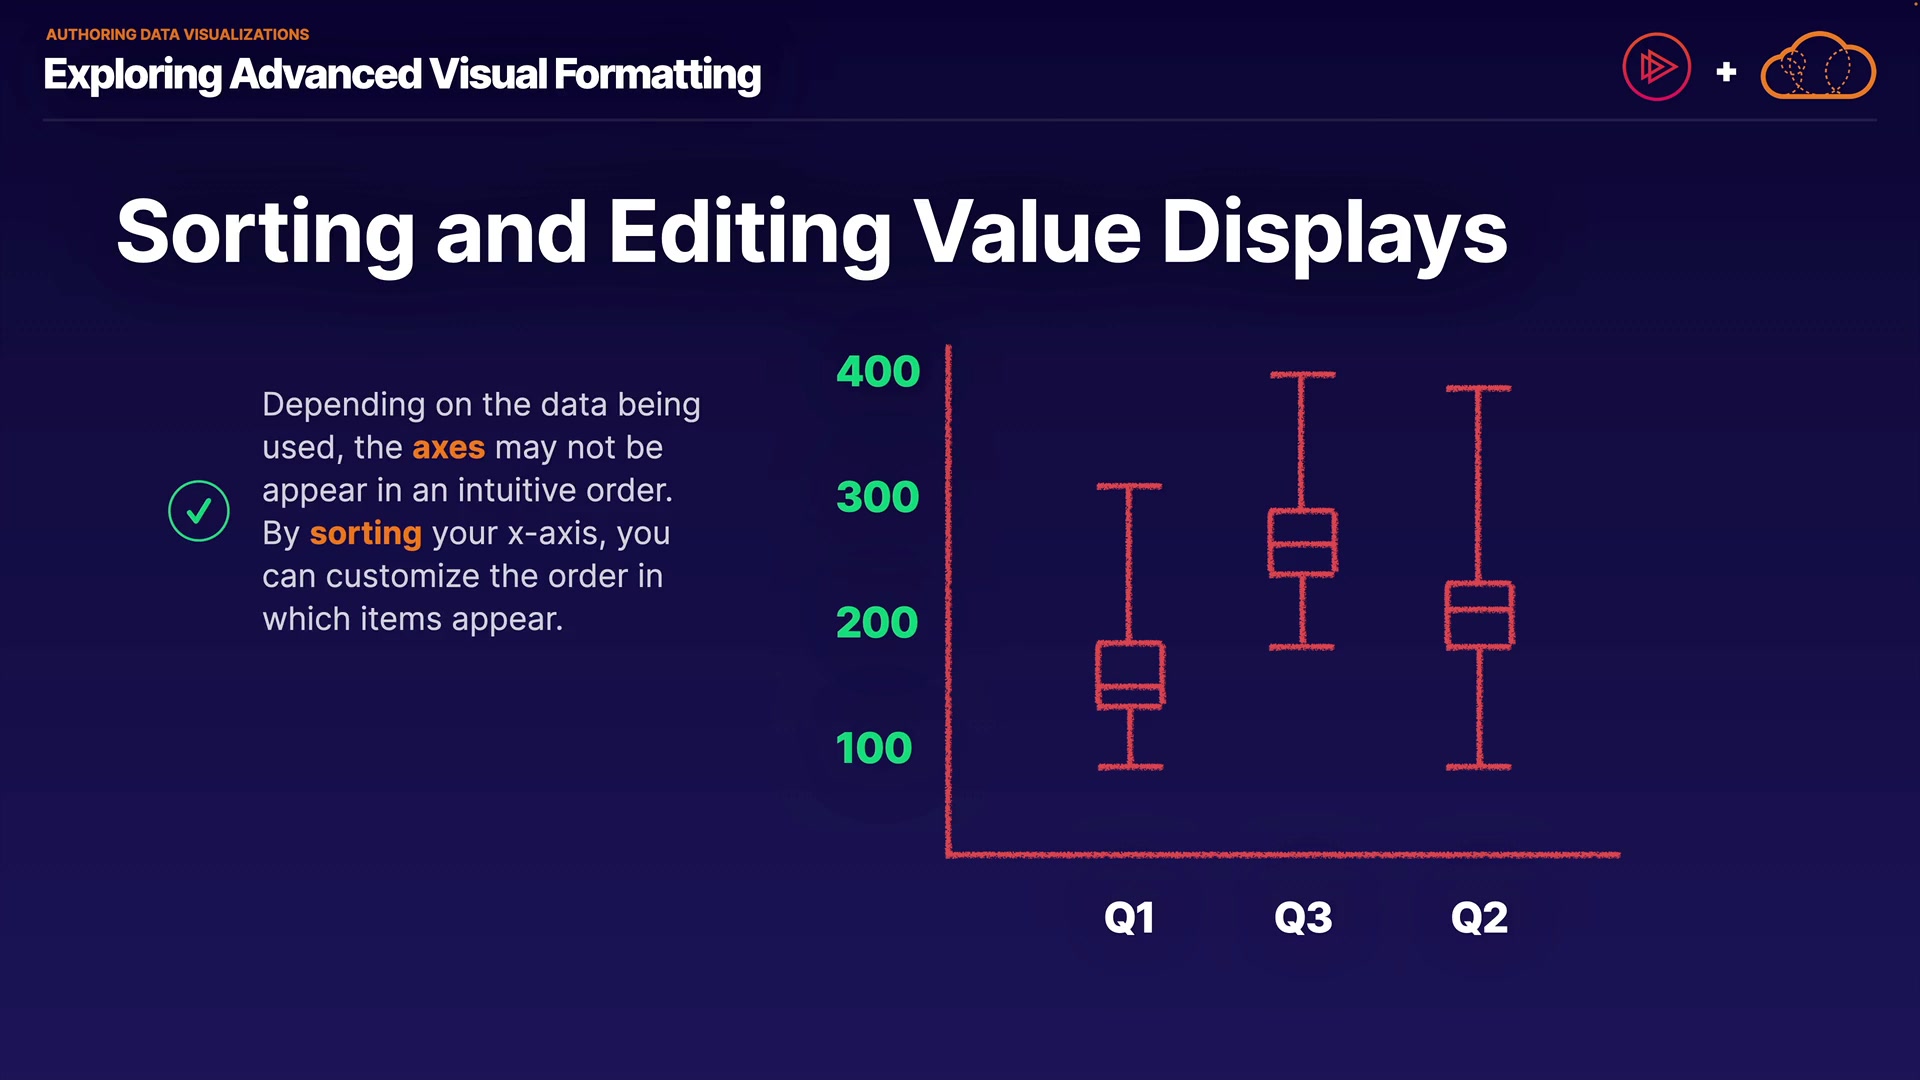 AUTHORING DATA VISUALIZATIONS
Exploring Advanced Visual Formatting
+
Sorting and Editing Value Displays
Depending on the data being
used, the axes may not be
appear in an intuitive order.
By sorting your x-axis, you
can customize the order in
which items appear.
400
300
200
100
Q1 Q3 Q2